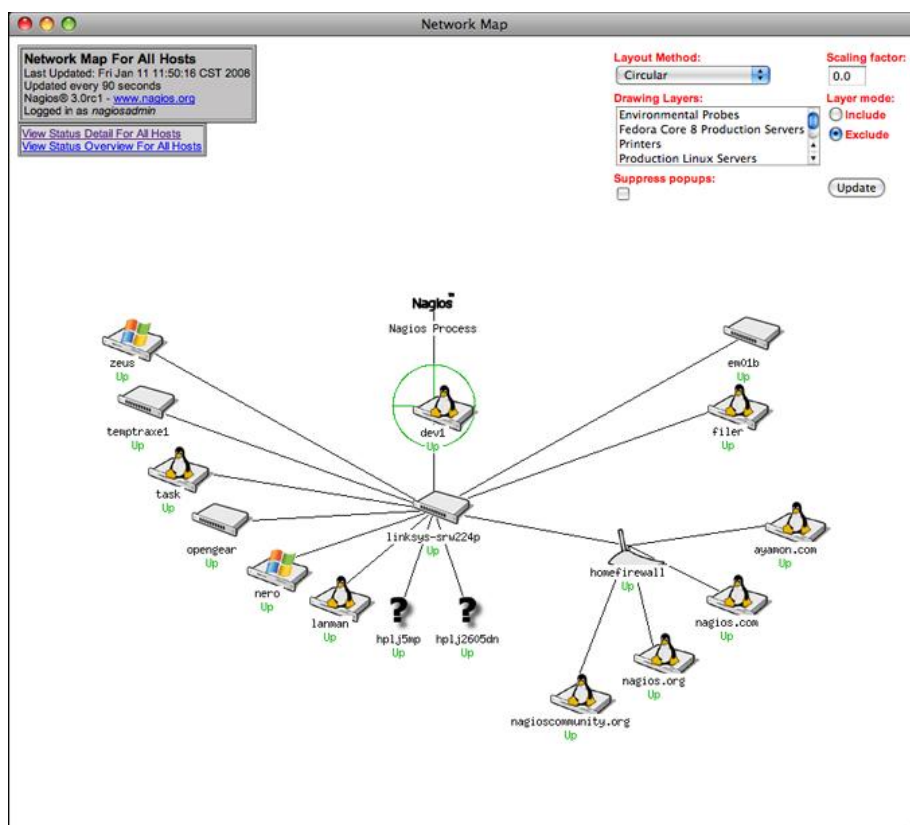 Network Map
Network Map For All Hosts
Last Updated: Fri Jan 11 11:50:16 CST 2008
Updated every 90 seconds
Nagios® 3.0rc1 - www.nagios.org
Logged in as nagiosadmin
View Status Detail For All Hosts
View Status Overview For All Hosts
Layout Method:
Circular
Scaling factor:
0.0
Drawing Layers:
Environmental Probes
Fedora Core 8 Production Servers
Printers
Production Linux Servers
Layer mode:
Include
Exclude
Suppress popups:
Update
Nagios™
Nagios Process
zeus
Up
em01b
Up
temptraxe1
Up
dev1
Up
filer
Up
task
Up
opengear
Up
linksys-srw224p
Up
ayamon.com
Up
nero
Up
homefirewall
Up
lanman
Up
?
hplj5mp
Up
?
hplj2605dn
Up
nagios.com
Up
nagios.org
Up
nagioscommunity.org
Up